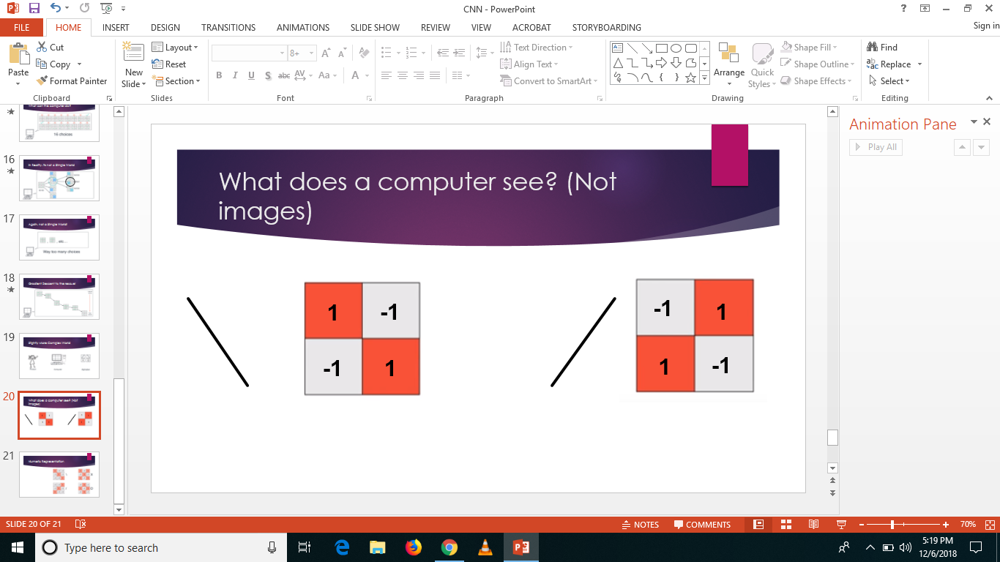 CNN - PowerPoint
?
Sign in
FILE HOME INSERT DESIGN TRANSITIONS ANIMATIONS SLIDE SHOW REVIEW VIEW ACROBAT STORYBOARDING
Paste
Cut
Copy
Format Painter
Clipboard
New
Slide
Layout
Reset
Section
Slides
8+
A A
B I U S abc AV Aa A
Font
Text Direction
Align Text
Convert to SmartArt
Paragraph
Arrange
Quick
Styles
Shape Fill
Shape Outline
Shape Effects
Drawing
Find
Replace
Select
Editing
What can the computer do?
16 choices
16
In Reality, its not a Single World
17
Again, not a Single World
, etc...
Way too many choices
18
Gradient Descent to the rescue!
19
Slightly More Complex World
20
What does a computer see? (Not
images)
21
Numeric Representation
What does a computer see? (Not
images)
1 -1
-1 1
-1 1
1 -1
Animation Pane
Play All
SLIDE 20 OF 21
NOTES
COMMENTS
70%
Type here to search
5:19 PM
12/6/2018